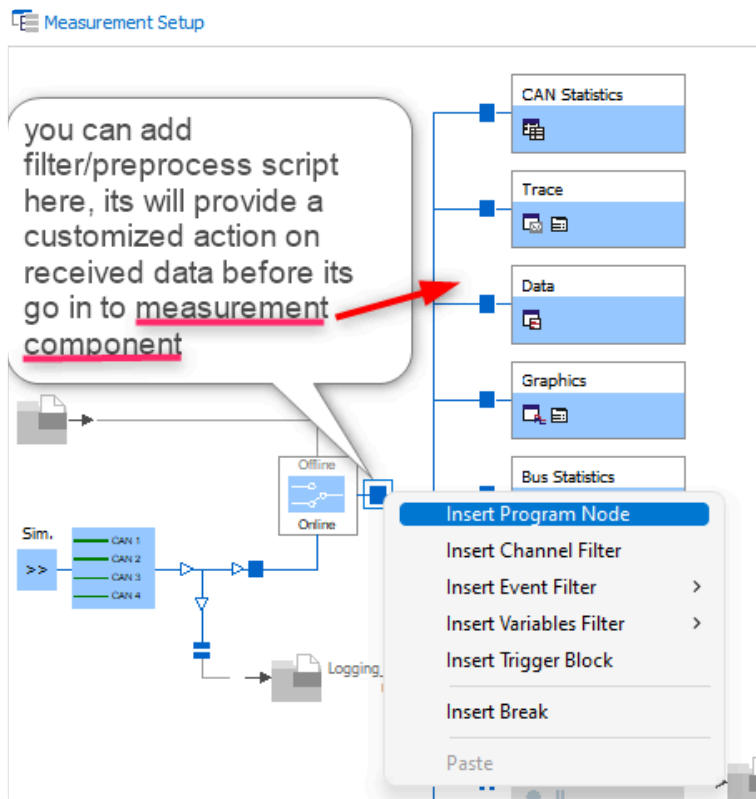 Measurement Setup
you can add
filter/preprocess script
here, its will provide a
customized action on
received data before its
go in to measurement
component
CAN Statistics
Trace
Data
Graphics
Bus Statistics
Offline
Online
Sim.
>>
CAN 1
CAN 2
CAN 3
CAN 4
Logging_
Insert Program Node
Insert Channel Filter
Insert Event Filter
Insert Variables Filter
Insert Trigger Block
Insert Break
Paste